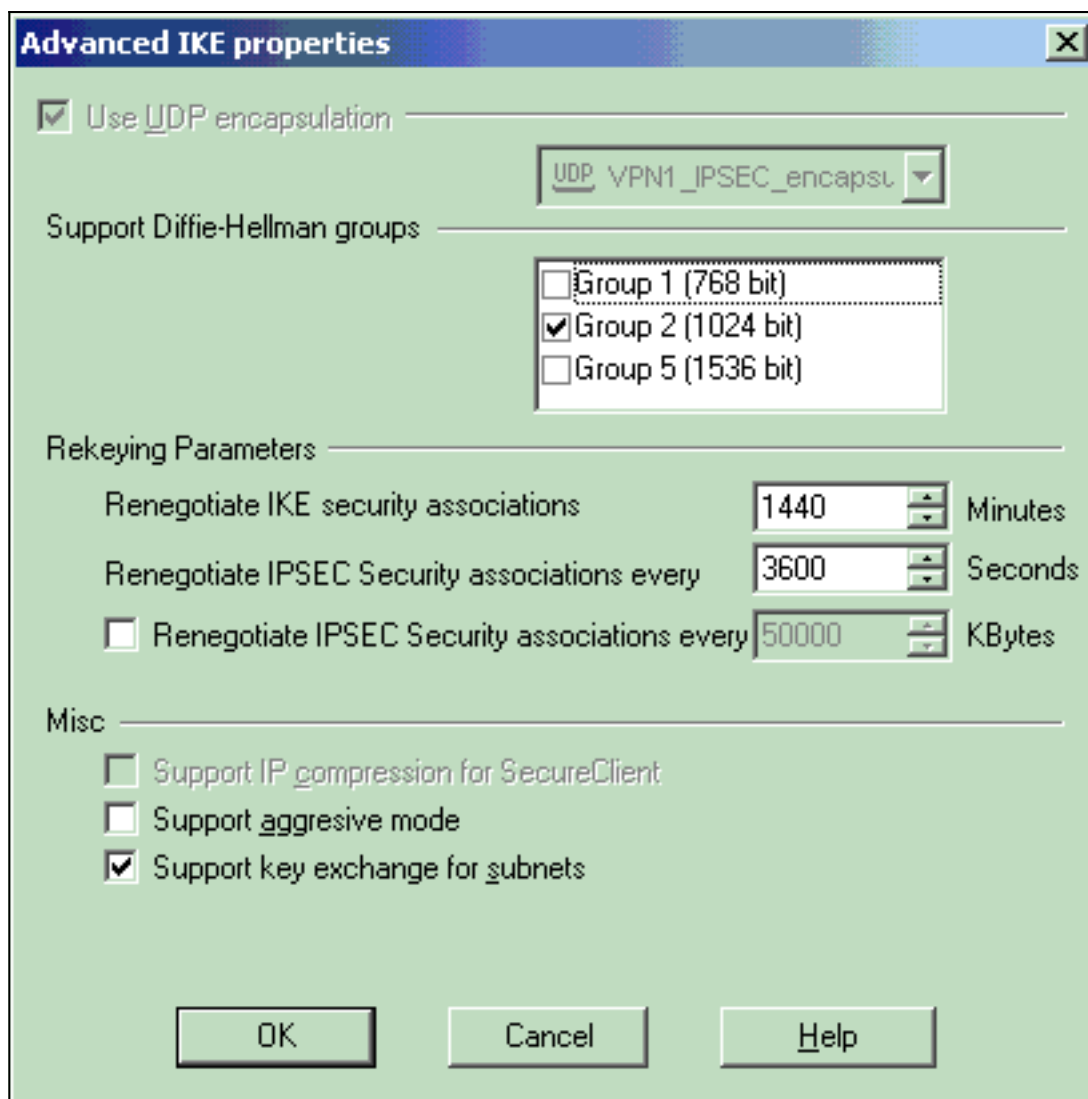 Advanced IKE properties
Use UDP encapsulation
UDP VPN1_IPSEC_encapsu
Support Diffie-Hellman groups
Group 1 (768 bit)
Group 2 (1024 bit)
Group 5 (1536 bit)
Rekeying Parameters
Renegotiate IKE security associations 1440 Minutes
Renegotiate IPSEC Security associations every 3600 Seconds
Renegotiate IPSEC Security associations every 50000 KBytes
Misc
Support IP compression for SecureClient
Support aggresive mode
Support key exchange for subnets
OK Cancel Help